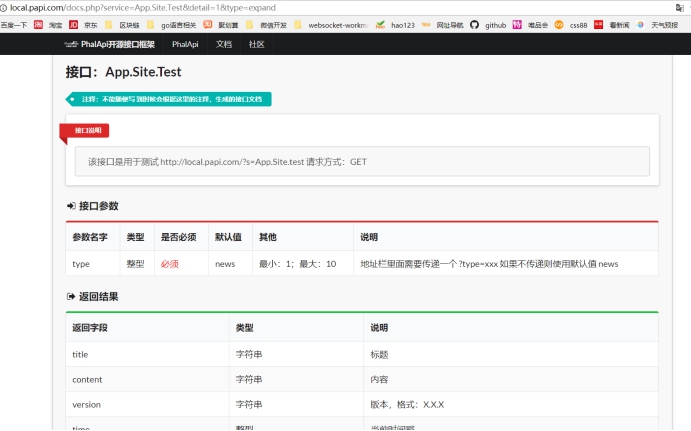 local.papi.com/docs.php?service=App.Site.Test&detail=1&type=expand
百度一下 淘宝 京东 区块链 go语言相关 聚划算 微信开发 websocket-workm hao123 网址导航 github 唯品会 css88 看新闻 天气预报
PhalApi开源接口框架 PhalApi 文档 社区
接口：App.Site.Test
注释：不能随便写 到时候会根据这里的注释，生成的接口文档
接口说明
该接口是用于测试 http://local.papi.com/?s=App.Site.test 请求方式：GET
接口参数
参数名字 类型 是否必须 默认值 其他 说明
type 整型 必须 news 最小：1；最大：10 地址栏里面需要传递一个 ?type=xxx 如果不传递则使用默认值 news
返回结果
返回字段 类型 说明
title 字符串 标题
content 字符串 内容
version 字符串 版本，格式：X.X.X
time 整型 当前时间戳